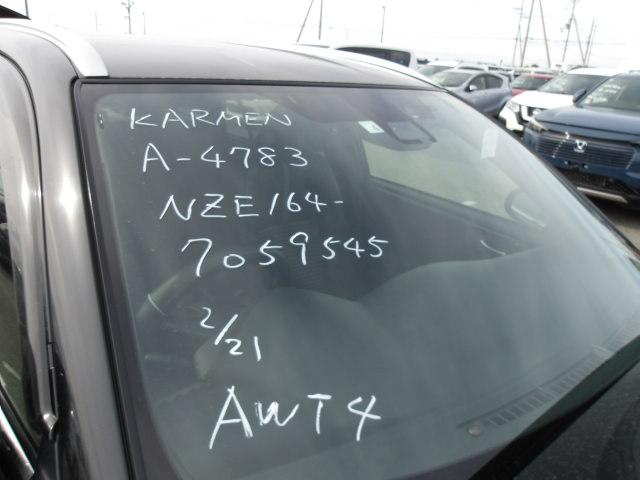 KARMEN
A-4783
NZE164-
7059545
2/21
AWT4